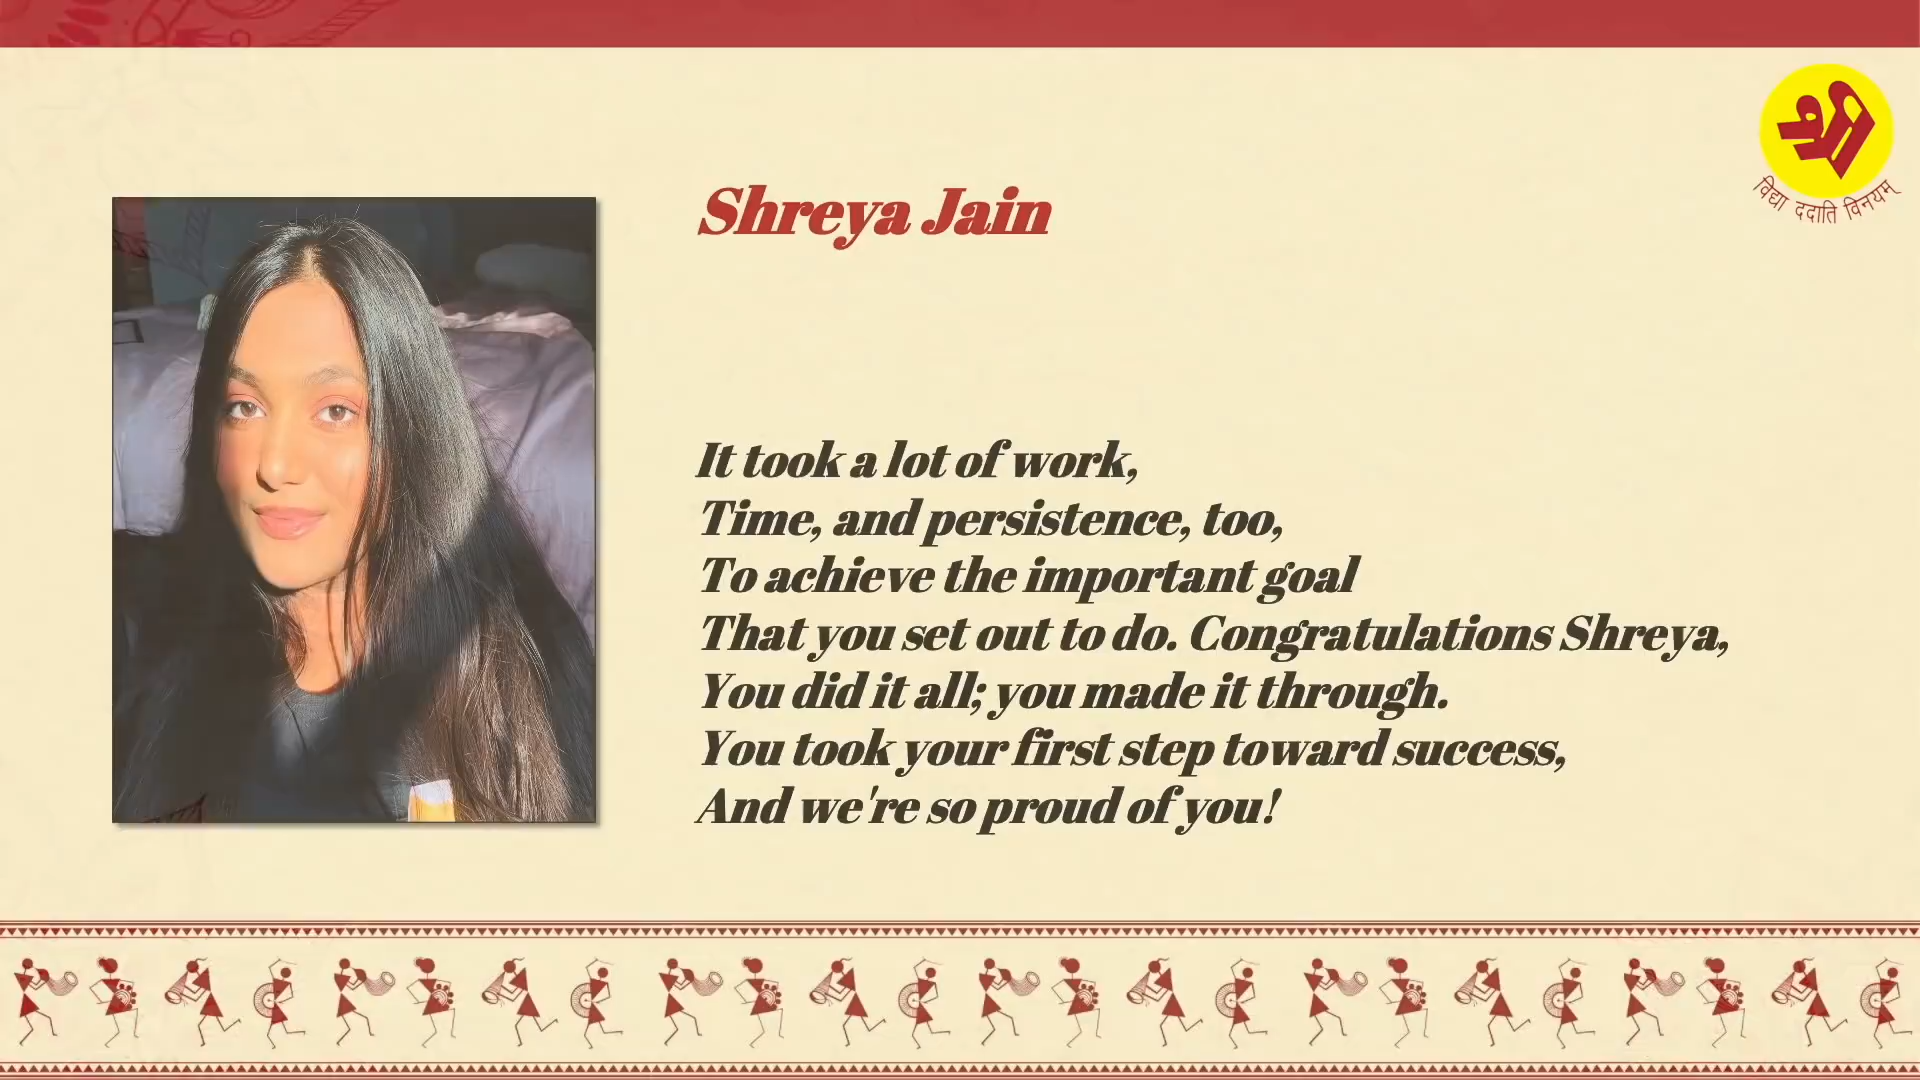 श्री
विद्या ददाति विनयम्
Shreya Jain
It took a lot of work,
Time, and persistence, too,
To achieve the important goal
That you set out to do. Congratulations Shreya,
You did it all; you made it through.
You took your first step toward success,
And we're so proud of you!